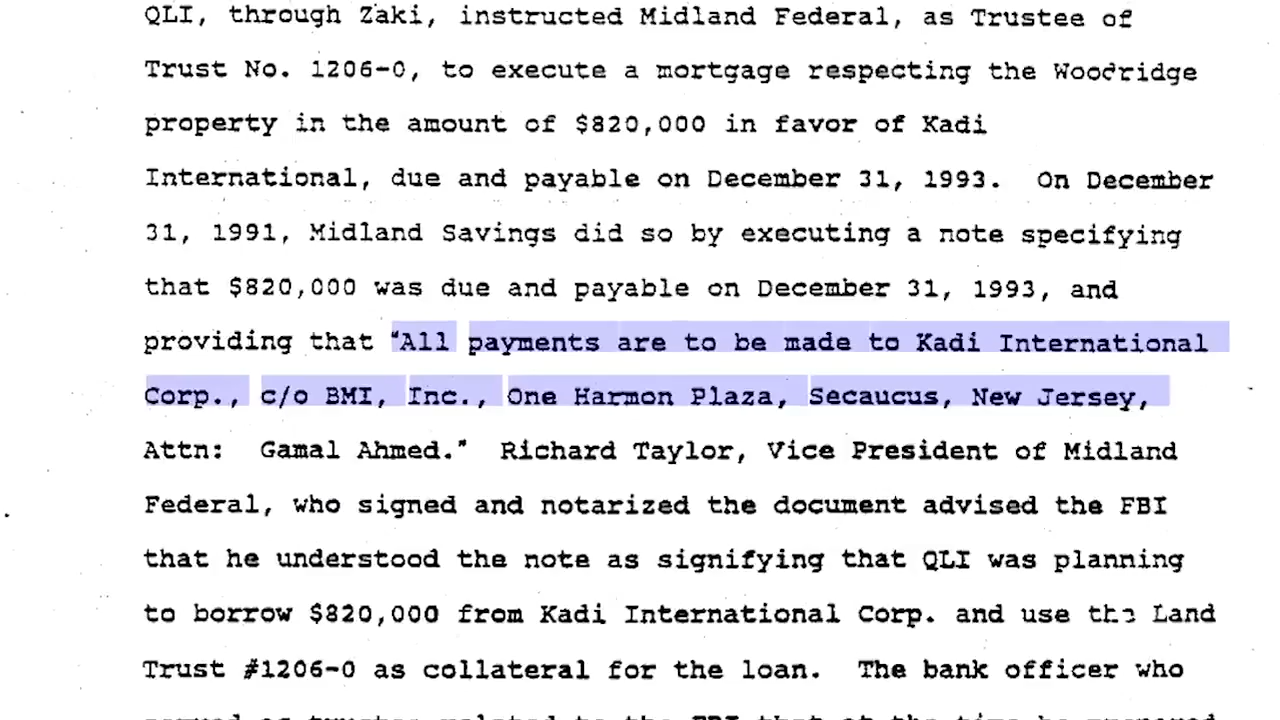 QLI, through Zaki, instructed Midland Federal, as Trustee of
Trust No. 1206-0, to execute a mortgage respecting the Woodridge
property in the amount of $820,000 in favor of Kadi
International, due and payable on December 31, 1993. On December
31, 1991, Midland Savings did so by executing a note specifying
that $820,000 was due and payable on December 31, 1993, and
providing that "All payments are to be made to Kadi International
Corp., c/o BMI, Inc., One Harmon Plaza, Secaucus, New Jersey,
Attn: Gamal Ahmed." Richard Taylor, Vice President of Midland
Federal, who signed and notarized the document advised the FBI
that he understood the note as signifying that QLI was planning
to borrow $820,000 from Kadi International Corp. and use the Land
Trust #1206-0 as collateral for the loan. The bank officer who